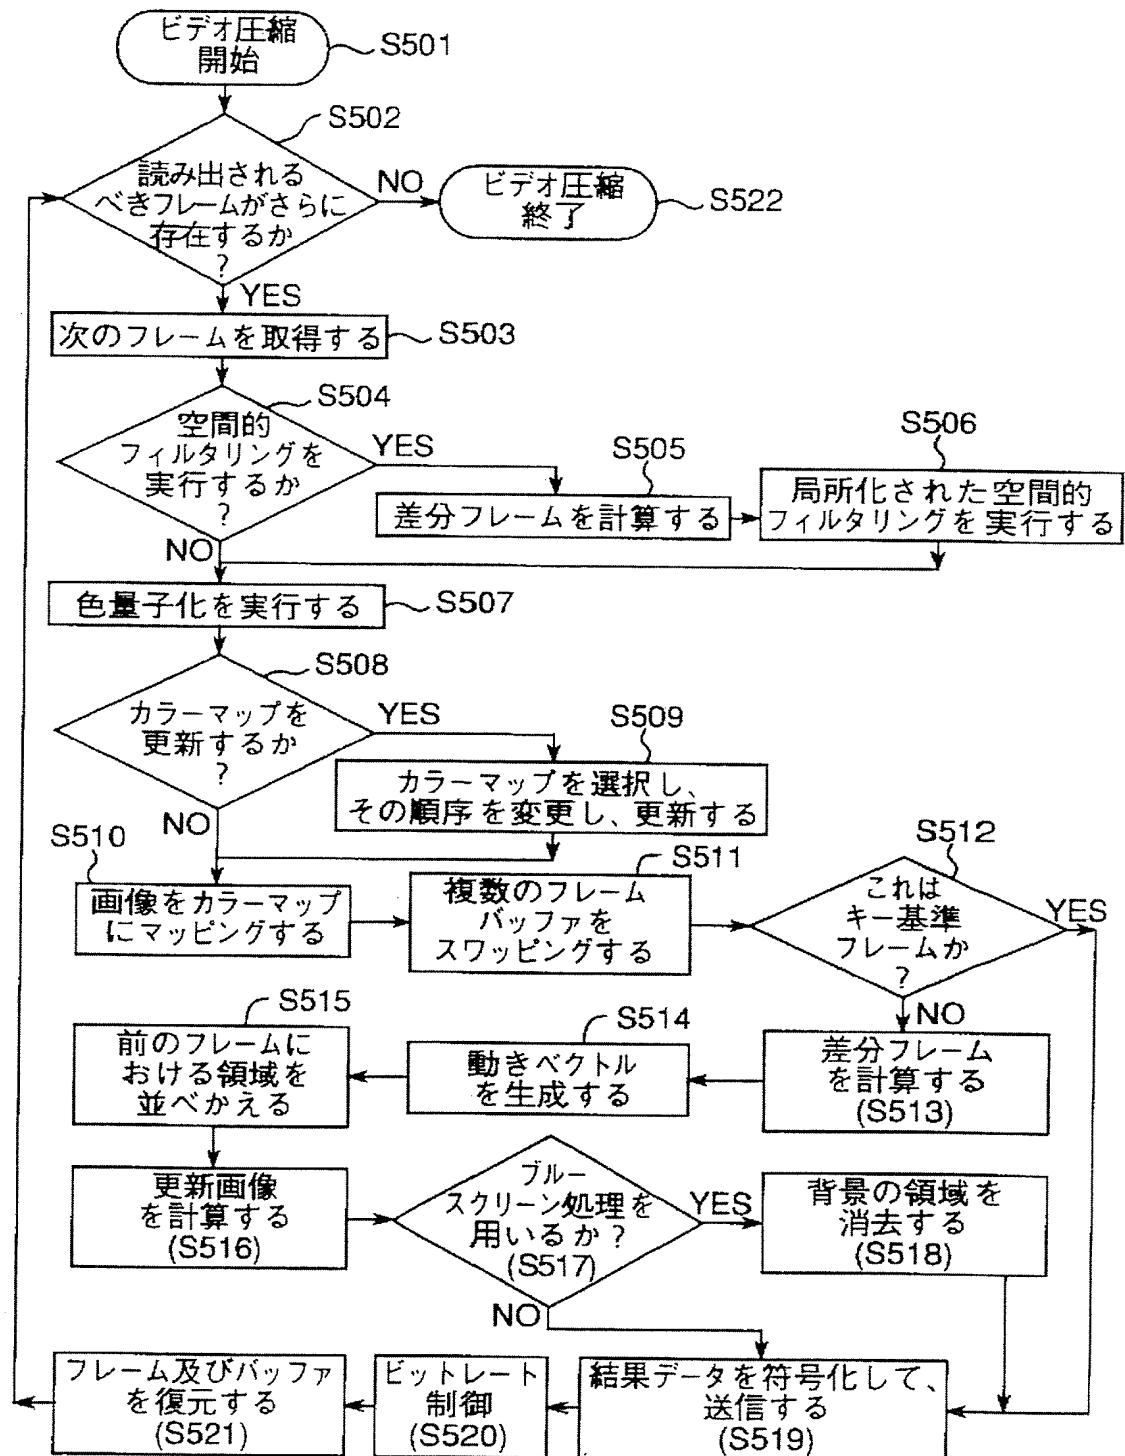 ビデオ圧縮
開始
S501
S502
読み出される
べきフレームがさらに
存在するか
?
NO
ビデオ圧縮
終了
S522
YES
次のフレームを取得する
S503
S504
空間的
フィルタリングを
実行するか
?
YES
S505
差分フレームを計算する
S506
局所化された空間的
フィルタリングを実行する
NO
色量子化を実行する
S507
S508
カラーマップを
更新するか
?
YES
S509
カラーマップを選択し、
その順序を変更し、更新する
NO
S510
画像をカラーマップ
にマッピングする
S511
複数のフレーム
バッファを
スワッピングする
S512
これは
キー基準
フレームか
?
YES
NO
差分フレーム
を計算する
(S513)
S514
動きベクトル
を生成する
S515
前のフレームに
おける領域を
並べかえる
更新画像
を計算する
(S516)
ブルー
スクリーン処理を
用いるか?
(S517)
YES
背景の領域を
消去する
(S518)
NO
結果データを符号化して、
送信する
(S519)
ビットレート
制御
(S520)
フレーム及びバッファ
を復元する
(S521)